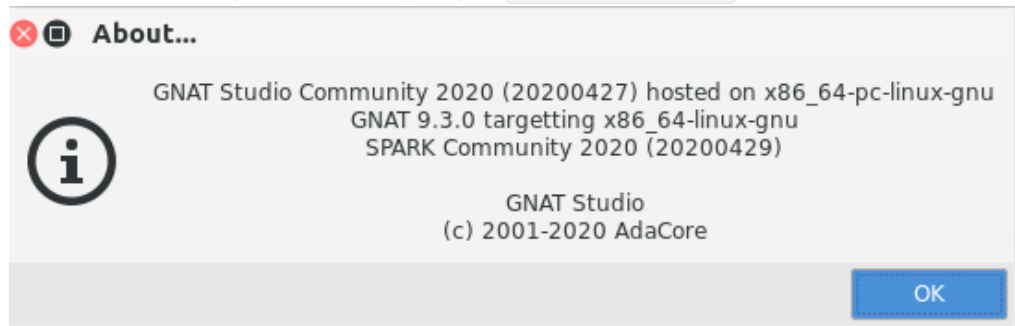 About...
GNAT Studio Community 2020 (20200427) hosted on x86_64-pc-linux-gnu
GNAT 9.3.0 targetting x86_64-linux-gnu
SPARK Community 2020 (20200429)
GNAT Studio
(c) 2001-2020 AdaCore
OK